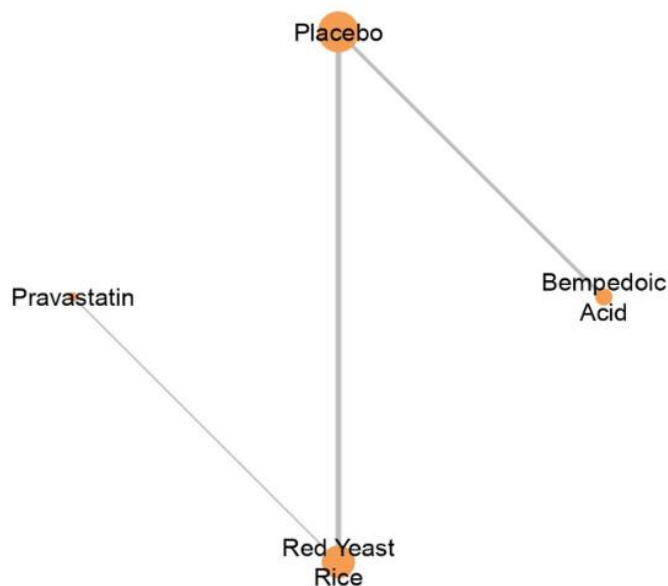 Placebo
Pravastatin
Bempedoic
Acid
Red Yeast
Rice